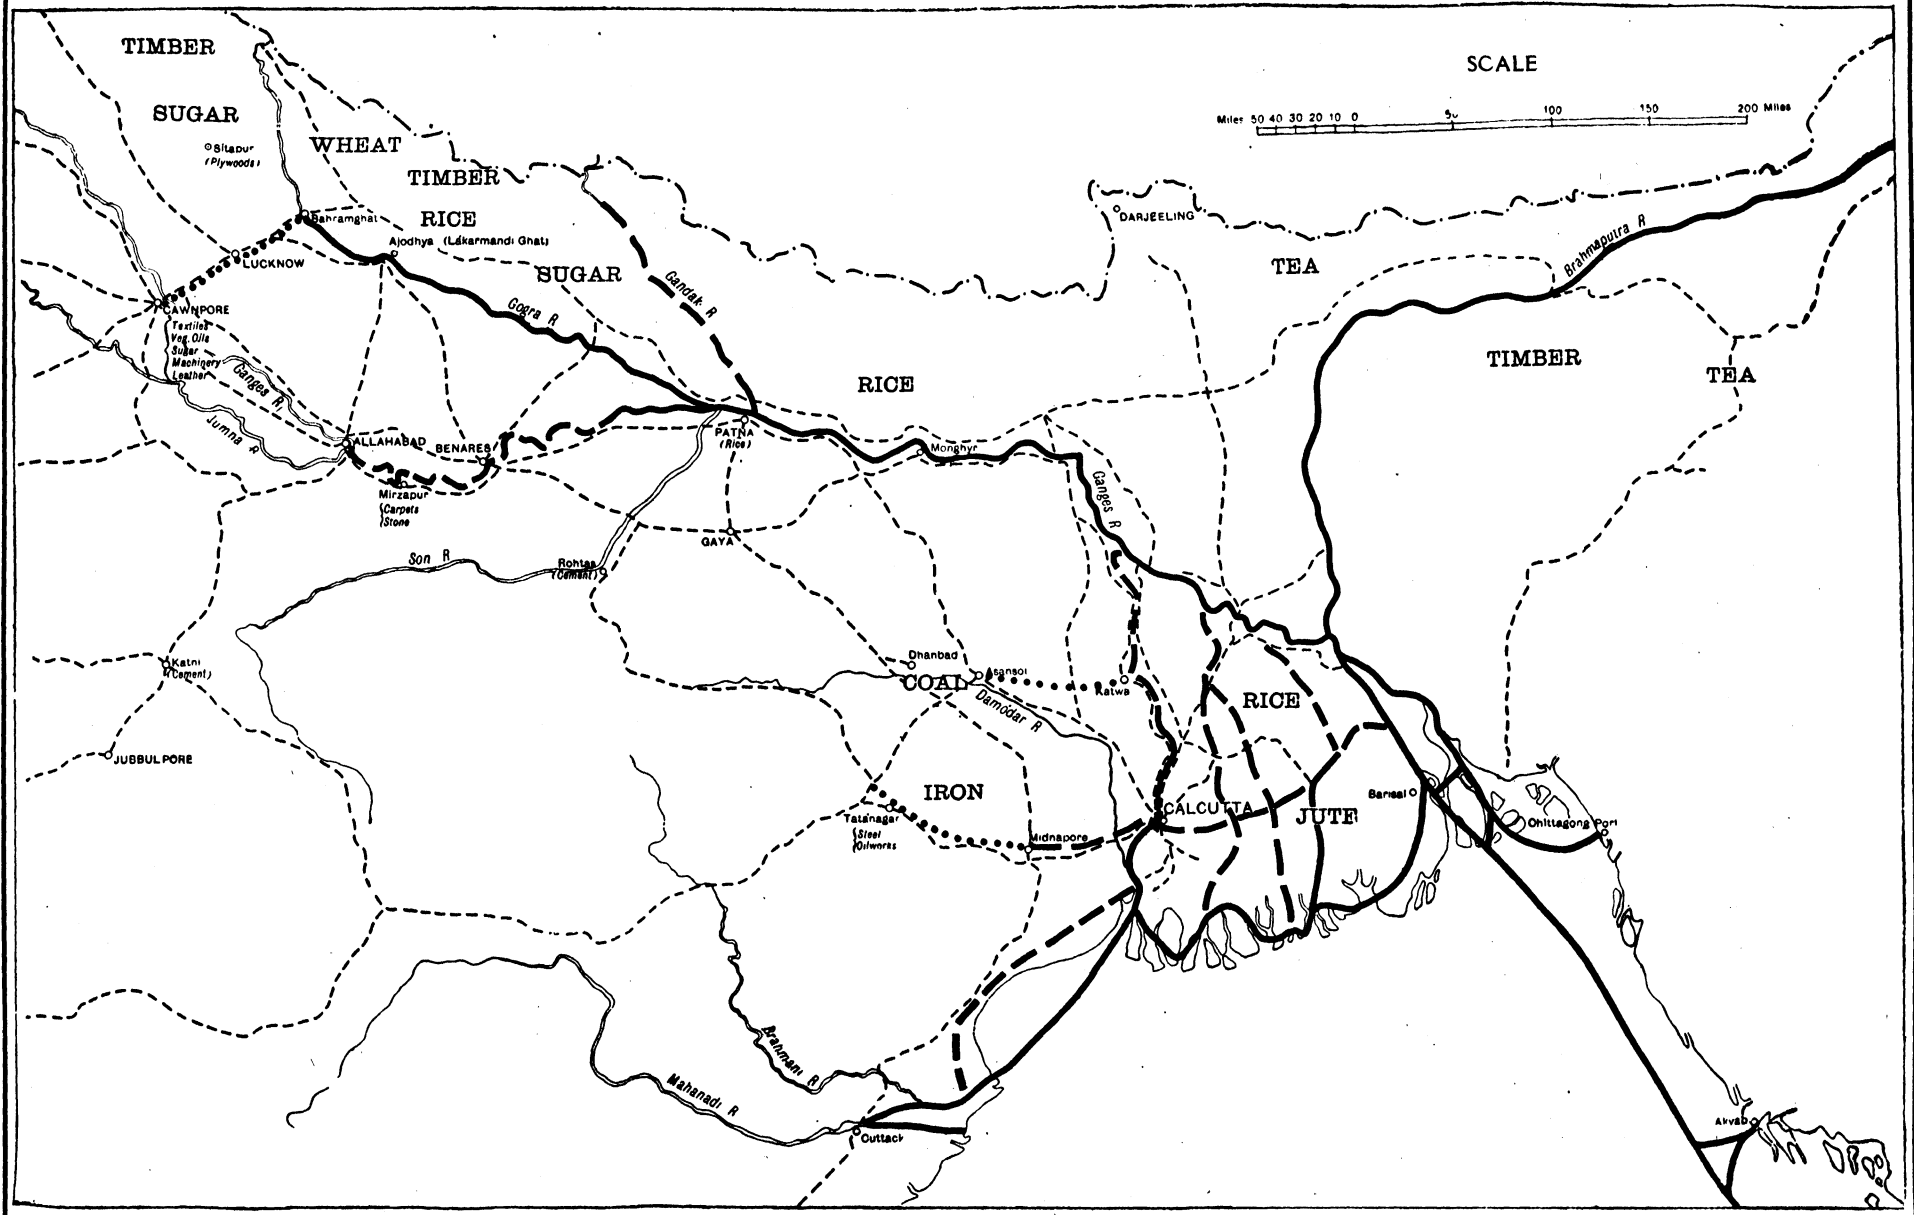 TIMBER
SCALE
SUGAR
Miles 50 40 30 20 10 0 50 100 150 200 Miles
WHEAT
Sitapur
(Plywoods)
TIMBER
RICE
Bahramghat
DARJEELING
Ajodhya (Lakarmandi Ghat)
Brahmaputra R
LUCKNOW
SUGAR
TEA
Gandak R
CAWNPORE
Textiles
Veg. Oils
Sugar
Machinery
Leather
Gogra R
TIMBER
TEA
Ganges R
RICE
Jumna R
ALLAHABAD
BENARES
PATNA
(Rice)
Monghyr
Mirzapur
Carpets
Stone
Ganges R
GAYA
Son R
Rohtas
(Cement)
Katni
(Cement)
Dhanbad
Asansol
COAL
Katwa
Damodar R
RICE
JUBBULPORE
IRON
Barisal
CALCUTTA
JUTE
Tatanagar
Steel
Oilworks
Midnapore
Chittagong Port
Brahmani R
Mahanadi R
Cuttack
Akyab